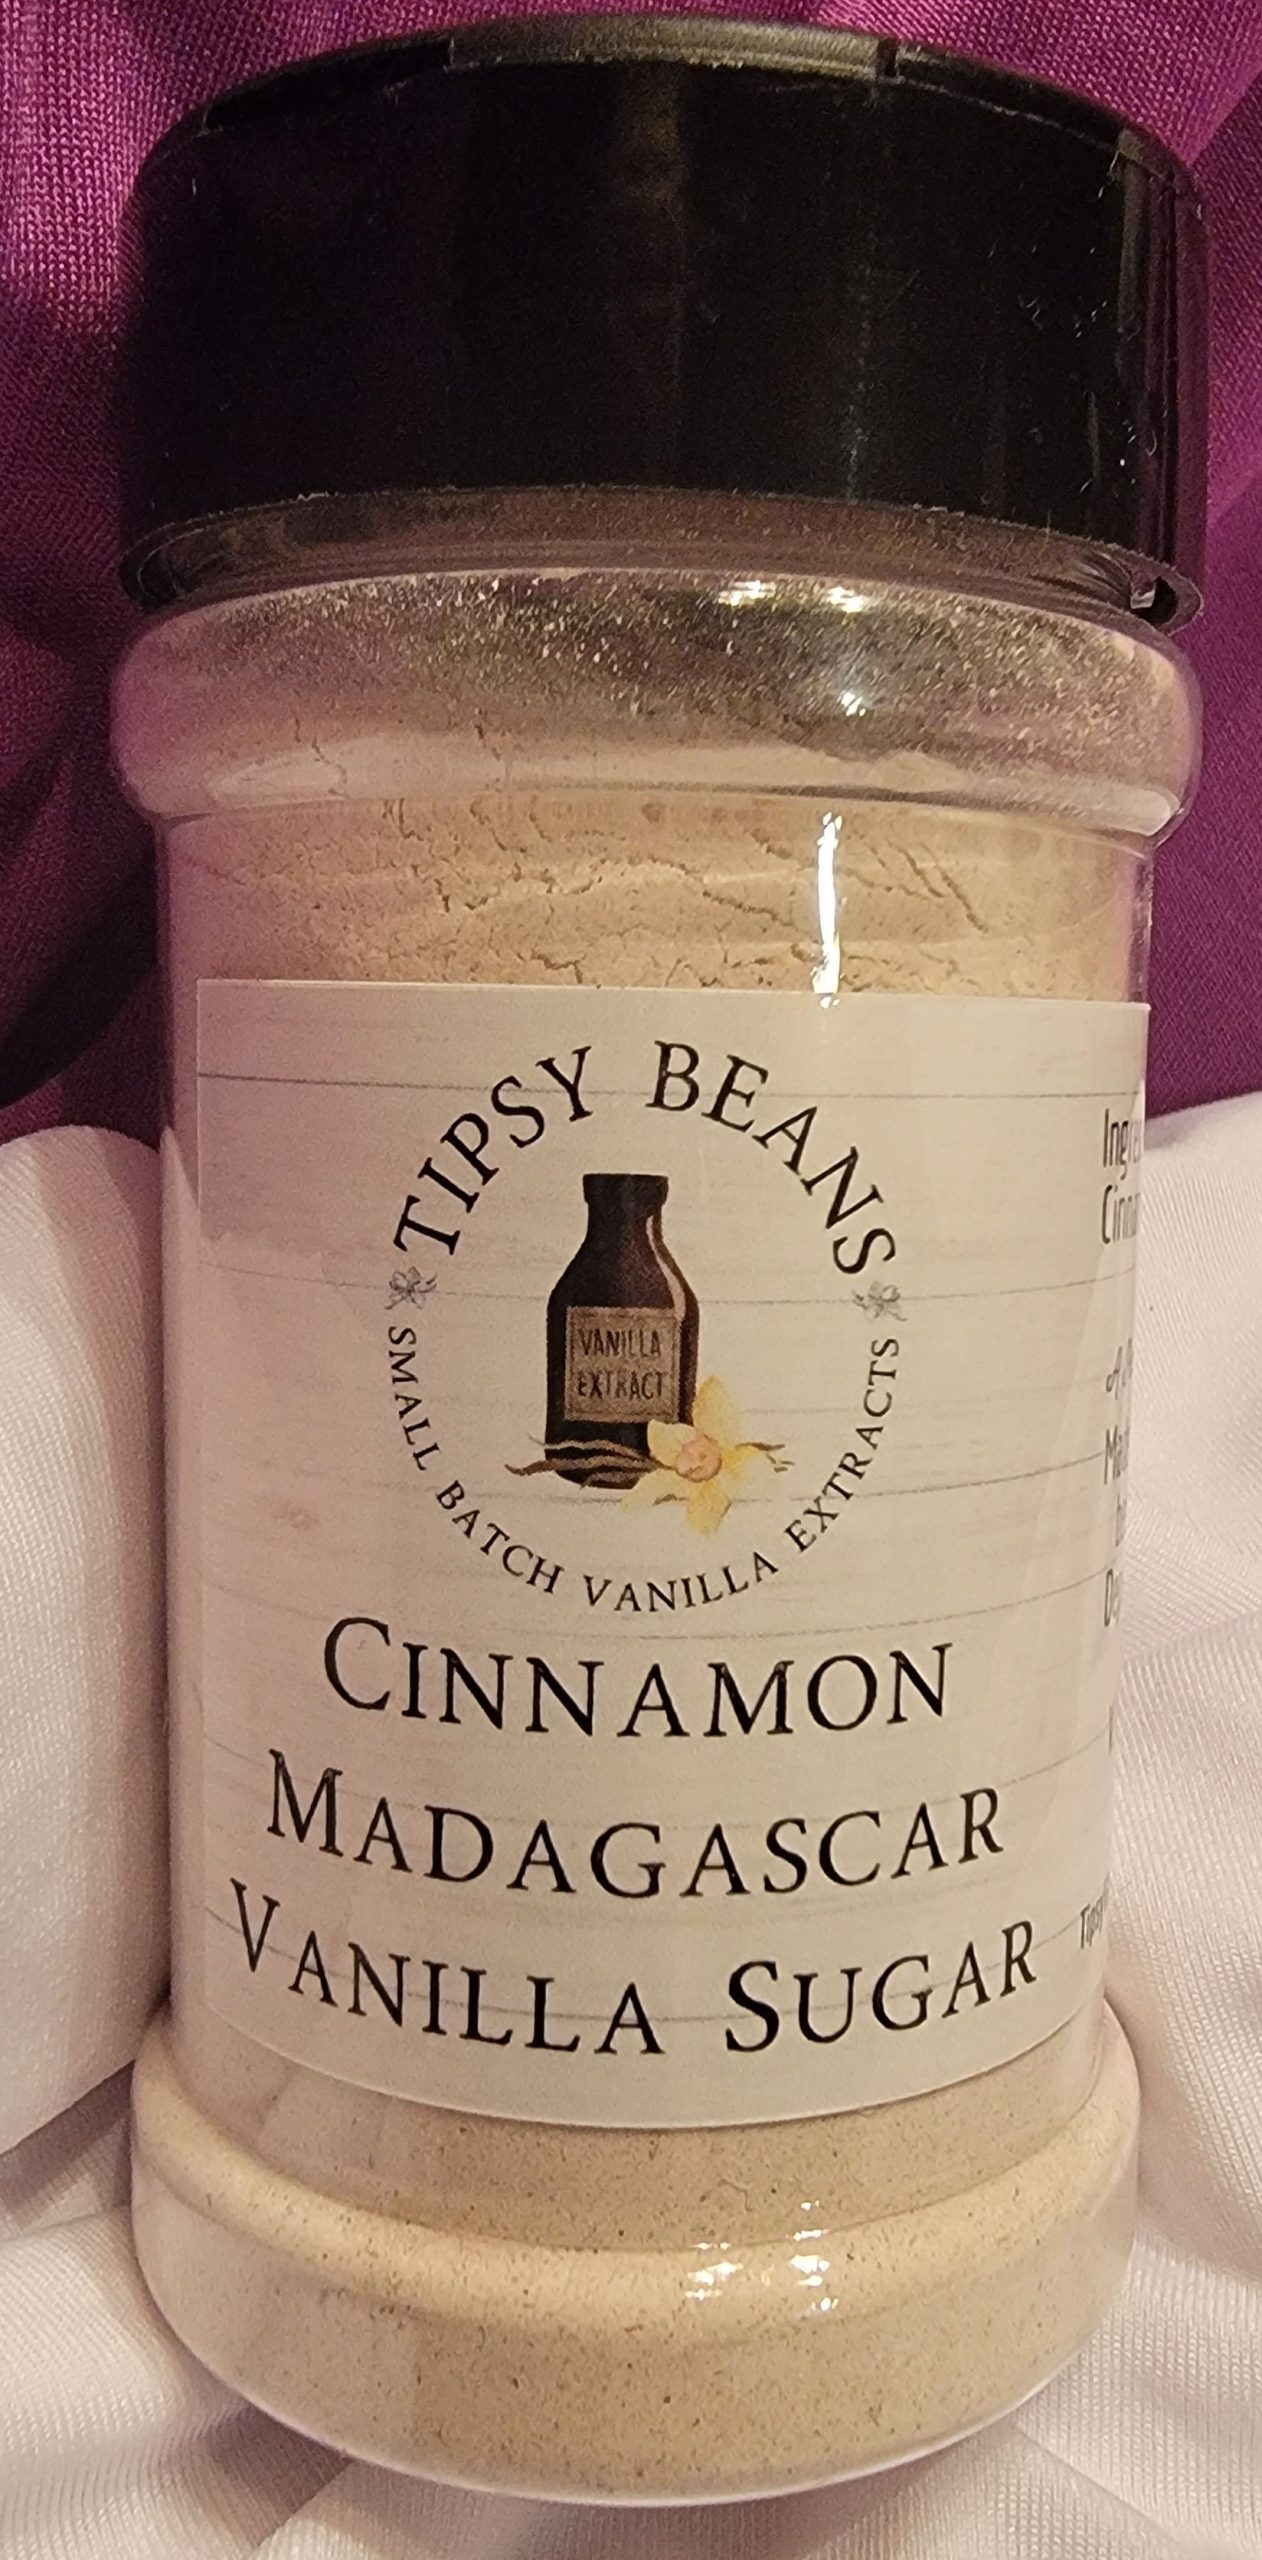 TIPSY BEANS
VANILLA
EXTRACT
SMALL BATCH VANILLA EXTRACTS
CINNAMON
MADAGASCAR
VANILLA SUGAR